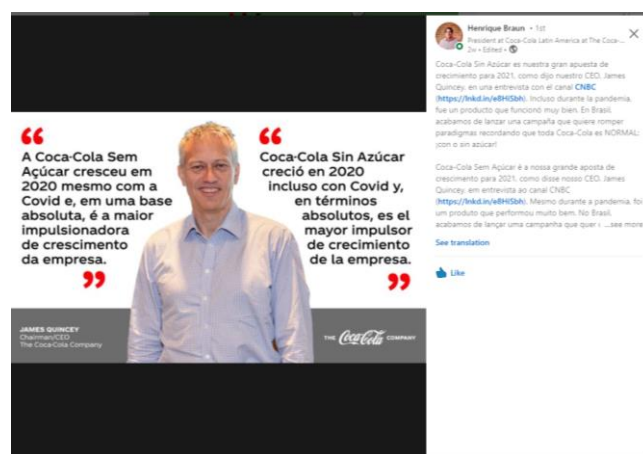 “
A Coca-Cola Sem
Açúcar cresceu em
2020 mesmo com a
Covid e, em uma base
absoluta, é a maior
impulsionadora
de crescimento
da empresa.
”
“
Coca-Cola Sin Azúcar
creció en 2020
incluso con Covid y,
en términos
absolutos, es el
mayor impulsor
de crecimiento
de la empresa.
”
JAMES QUINCEY
Chairman/CEO
The Coca-Cola Company
THE Coca-Cola COMPANY
Henrique Braun • 1st
President at Coca-Cola Latin America at The Coca-...
2w • Edited •
Coca-Cola Sin Azúcar es nuestra gran apuesta de
crecimiento para 2021, como dijo nuestro CEO, James
Quincey, en una entrevista con el canal CNBC
(https://lnkd.in/e8HiSbh). Incluso durante la pandemia,
fue un producto que funcionó muy bien. En Brasil,
acabamos de lanzar una campaña que quiere romper
paradigmas recordando que toda Coca-Cola es NORMAL:
¡con o sin azúcar!
Coca-Cola Sem Açúcar é a nossa grande aposta de
crescimento para 2021, como disse nosso CEO, James
Quincey, em entrevista ao canal CNBC
(https://lnkd.in/e8HiSbh). Mesmo durante a pandemia, foi
um produto que performou muito bem. No Brasil,
acabamos de lançar uma campanha que quer ...see more
See translation
Like